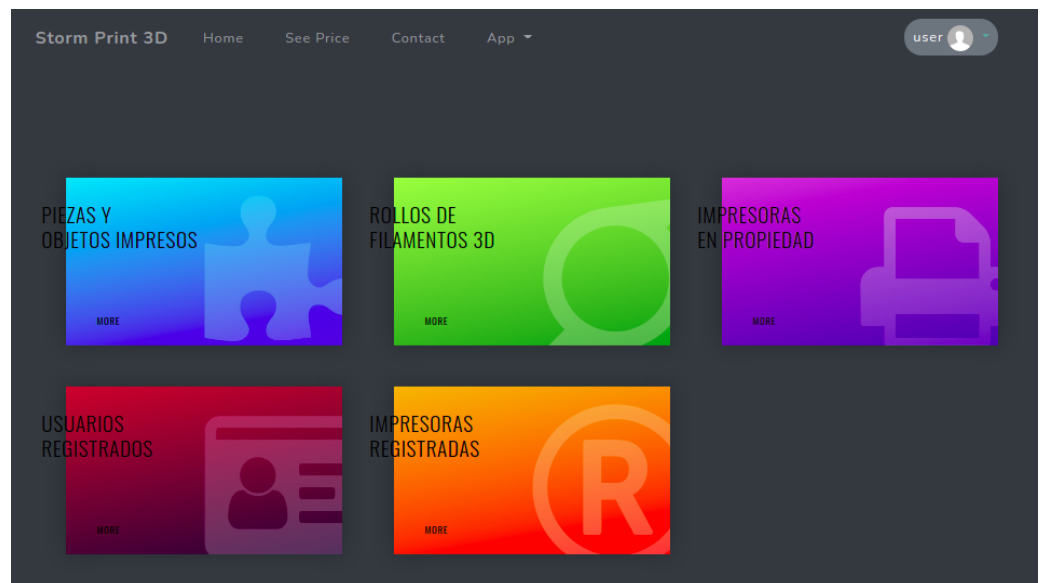 Storm Print 3D Home See Price Contact App user
PIEZAS Y
OBJETOS IMPRESOS
MORE
ROLLOS DE
FILAMENTOS 3D
MORE
IMPRESORAS
EN PROPIEDAD
MORE
USUARIOS
REGISTRADOS
MORE
IMPRESORAS
REGISTRADAS
MORE
R